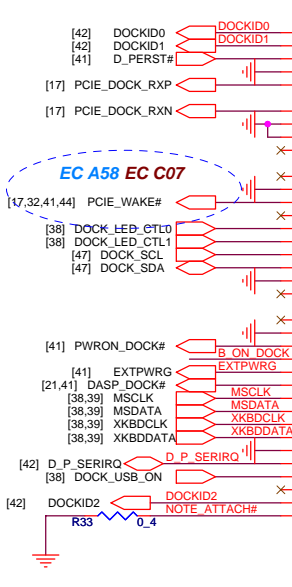 [42] DOCKID0 DOCKID0
[42] DOCKID1 DOCKID1
[41] D_PERST#
[17] PCIE_DOCK_RXP
[17] PCIE_DOCK_RXN
EC A58 EC C07
[17,32,41,44] PCIE_WAKE#
[38] DOCK_LED_CTL0
[38] DOCK_LED_CTL1
[47] DOCK_SCL
[47] DOCK_SDA
[41] PWRON_DOCK#
B_ON_DOCK
[41] EXTPWRG EXTPWRG
[21,41] DASP_DOCK#
[38,39] MSCLK MSCLK
[38,39] MSDATA MSDATA
[38,39] XKBDCLK XKBDCLK
[38,39] XKBDDATA XKBDDATA
[42] D_P_SERIRQ D_P_SERIRQ
[38] DOCK_USB_ON
[42] DOCKID2 DOCKID2
NOTE_ATTACH#
R33 0_4